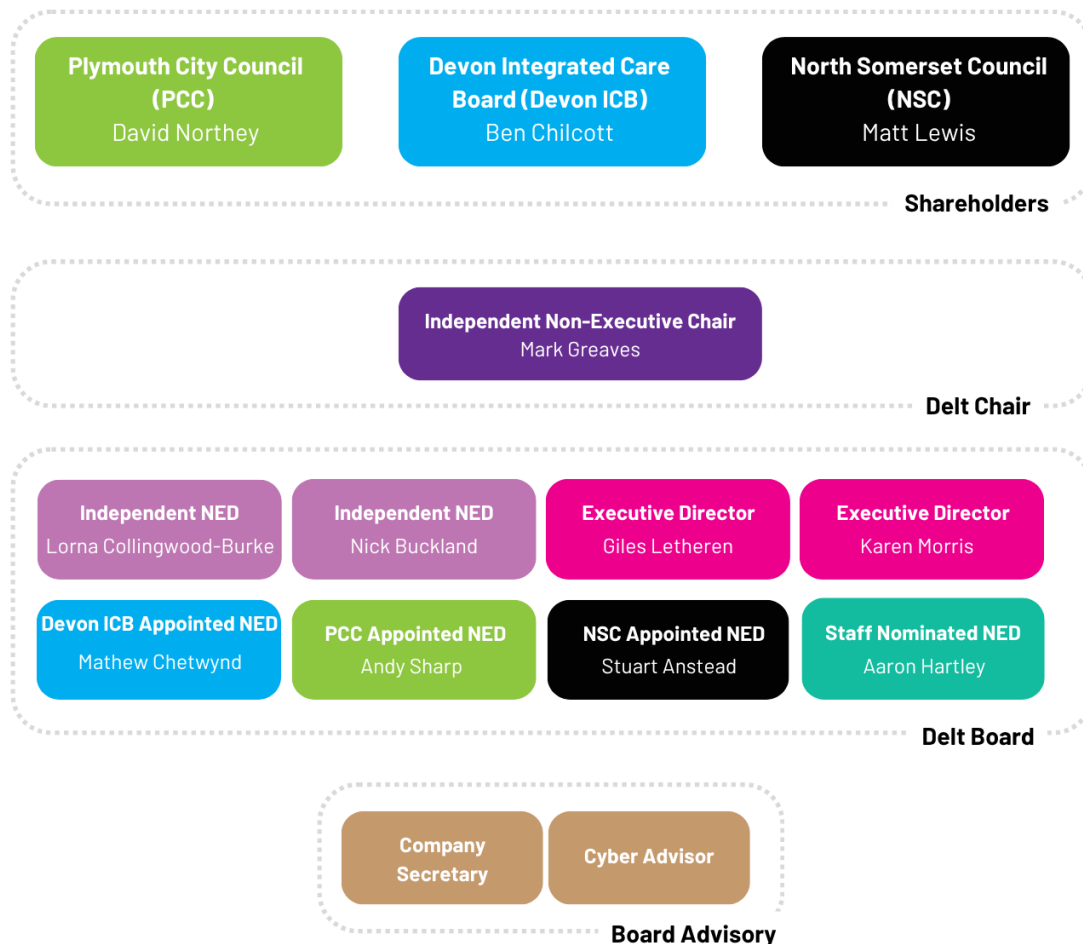 Plymouth City Council
(PCC)
David Northey
Devon Integrated Care
Board (Devon ICB)
Ben Chilcott
North Somerset Council
(NSC)
Matt Lewis
Shareholders
Independent Non-Executive Chair
Mark Greaves
Delt Chair
Independent NED
Lorna Collingwood-Burke
Independent NED
Nick Buckland
Executive Director
Giles Letheren
Executive Director
Karen Morris
Devon ICB Appointed NED
Mathew Chetwynd
PCC Appointed NED
Andy Sharp
NSC Appointed NED
Stuart Anstead
Staff Nominated NED
Aaron Hartley
Delt Board
Company
Secretary
Cyber Advisor
Board Advisory